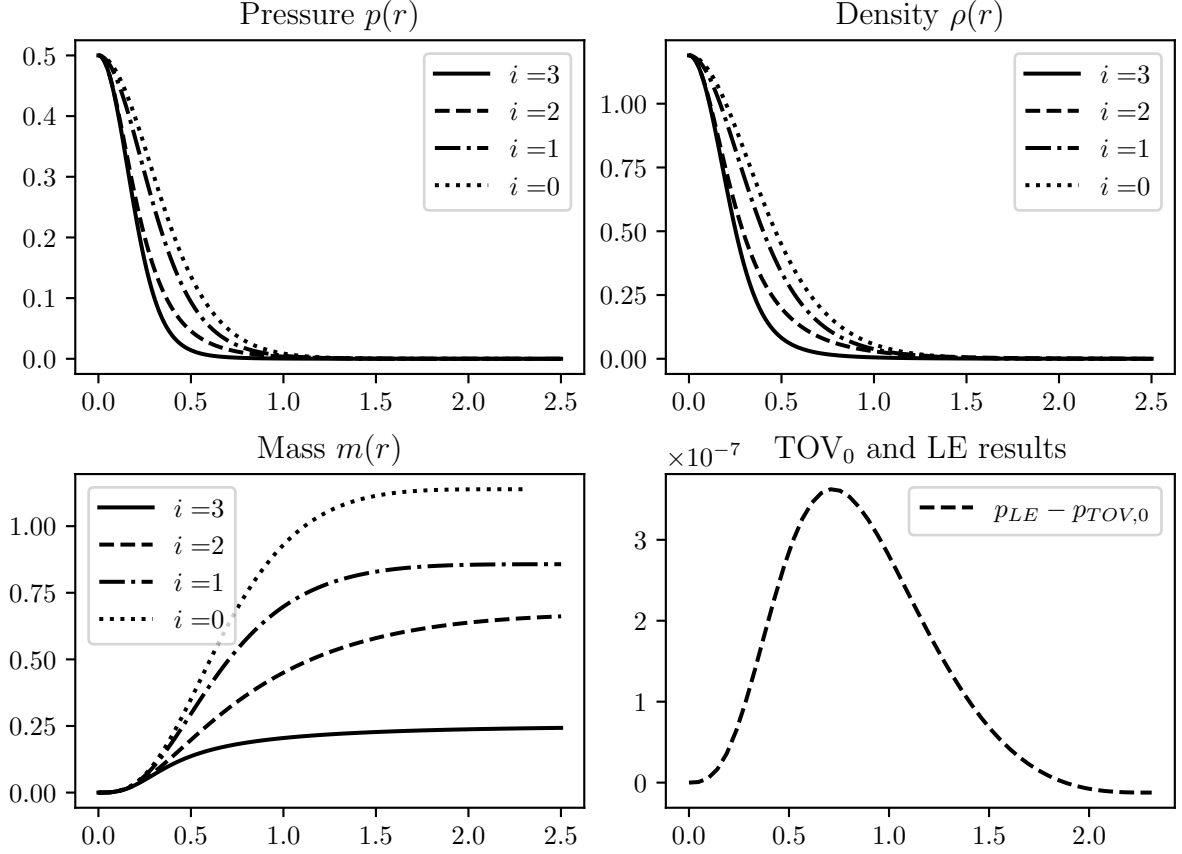 Pressure p(r)
0.5
0.4
0.3
0.2
0.1
0.0
i =3
i =2
i =1
i =0
0.0 0.5 1.0 1.5 2.0 2.5
Density ρ(r)
1.00
0.75
0.50
0.25
0.00
i =3
i =2
i =1
i =0
0.0 0.5 1.0 1.5 2.0 2.5
Mass m(r)
1.00
0.75
0.50
0.25
0.00
i =3
i =2
i =1
i =0
0.0 0.5 1.0 1.5 2.0 2.5
TOV₀ and LE results
×10⁻⁷
3
2
1
0
p_{LE} − p_{TOV,0}
0.0 0.5 1.0 1.5 2.0